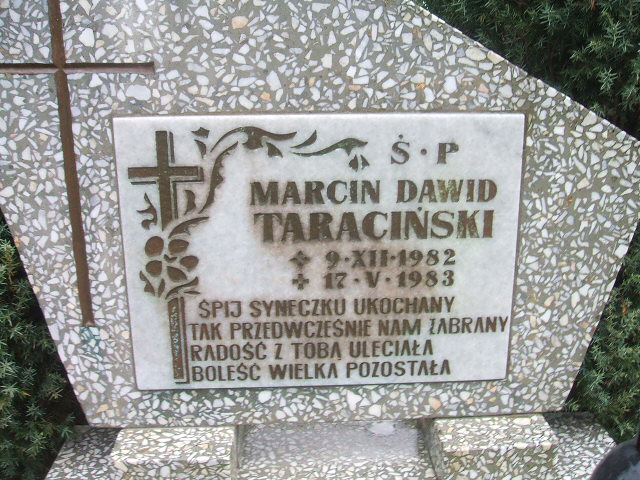 Ś·P
MARCIN DAWID
TARACIŃSKI
9·XII·1982
17·V·1983
ŚPIJ SYNECZKU UKOCHANY
TAK PRZEDWCZEŚNIE NAM ZABRANY
RADOŚĆ Z TOBĄ ULECIAŁA
BOLEŚĆ WIELKA POZOSTAŁA